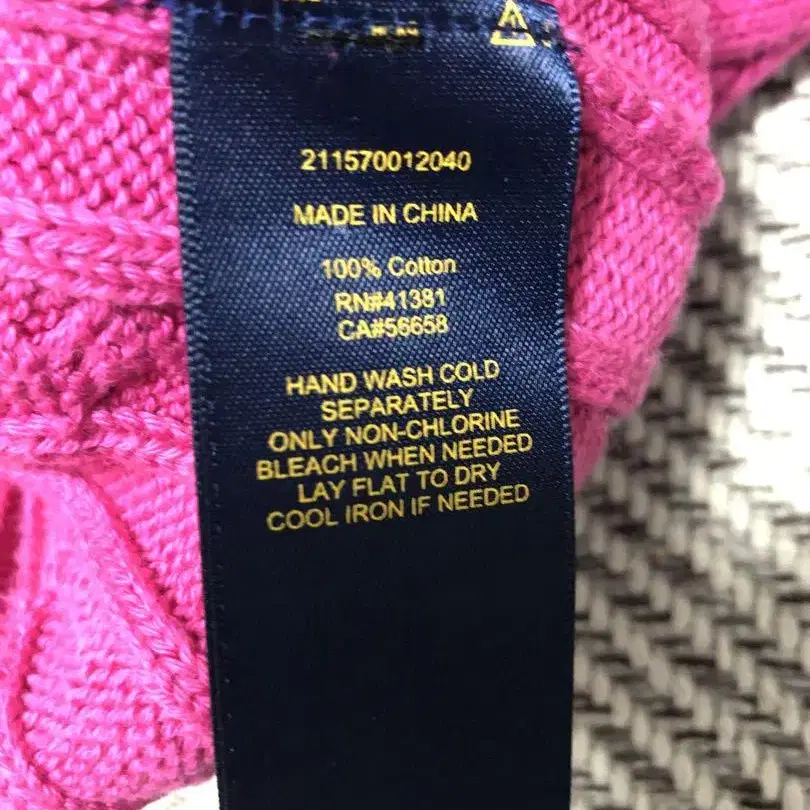 211570012040
MADE IN CHINA
100% Cotton
RN#41381
CA#56658
HAND WASH COLD
SEPARATELY
ONLY NON-CHLORINE
BLEACH WHEN NEEDED
LAY FLAT TO DRY
COOL IRON IF NEEDED